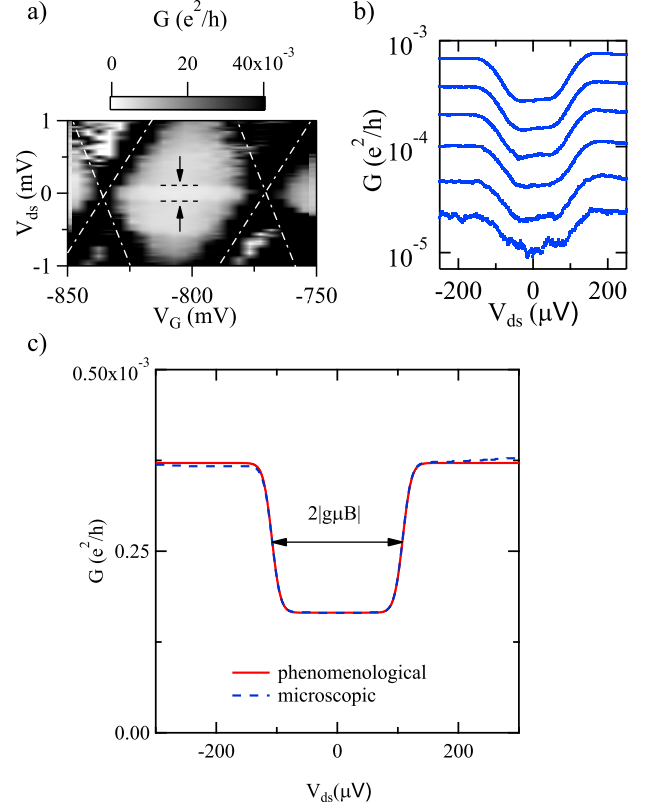 a)
G (e²/h)
0 20 40x10⁻³
V_ds (mV)
1
0
-1
-850 -800 -750
V_G (mV)
b)
G (e²/h)
10⁻³
10⁻⁴
10⁻⁵
-200 0 200
V_ds (μV)
c)
0.50x10⁻³
0.25
0.00
G (e²/h)
2|gμB|
phenomenological
microscopic
-200 0 200
V_ds(μV)